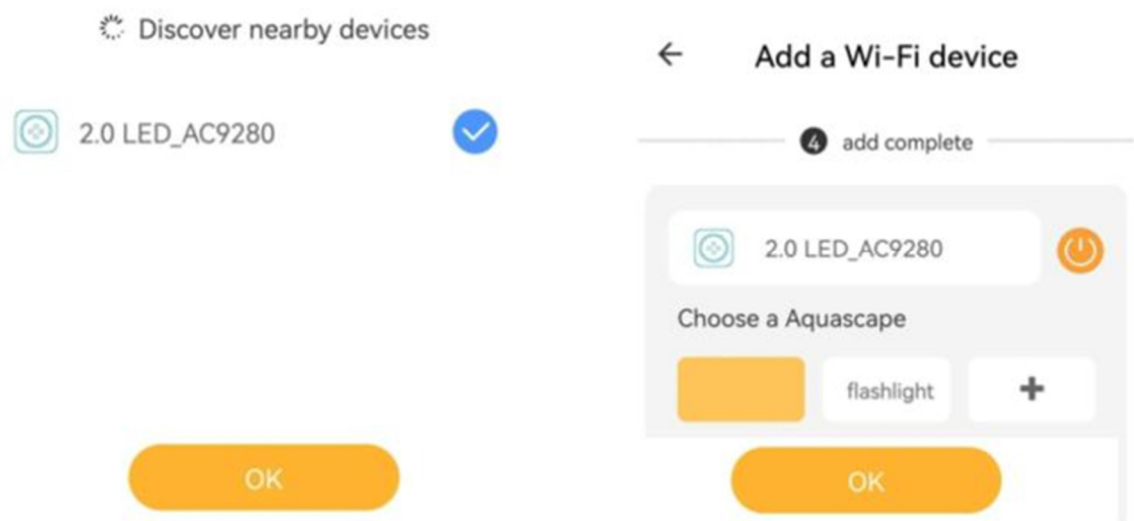 Discover nearby devices
2.0 LED_AC9280
OK
Add a Wi-Fi device
4 add complete
2.0 LED_AC9280
Choose a Aquascape
flashlight
OK